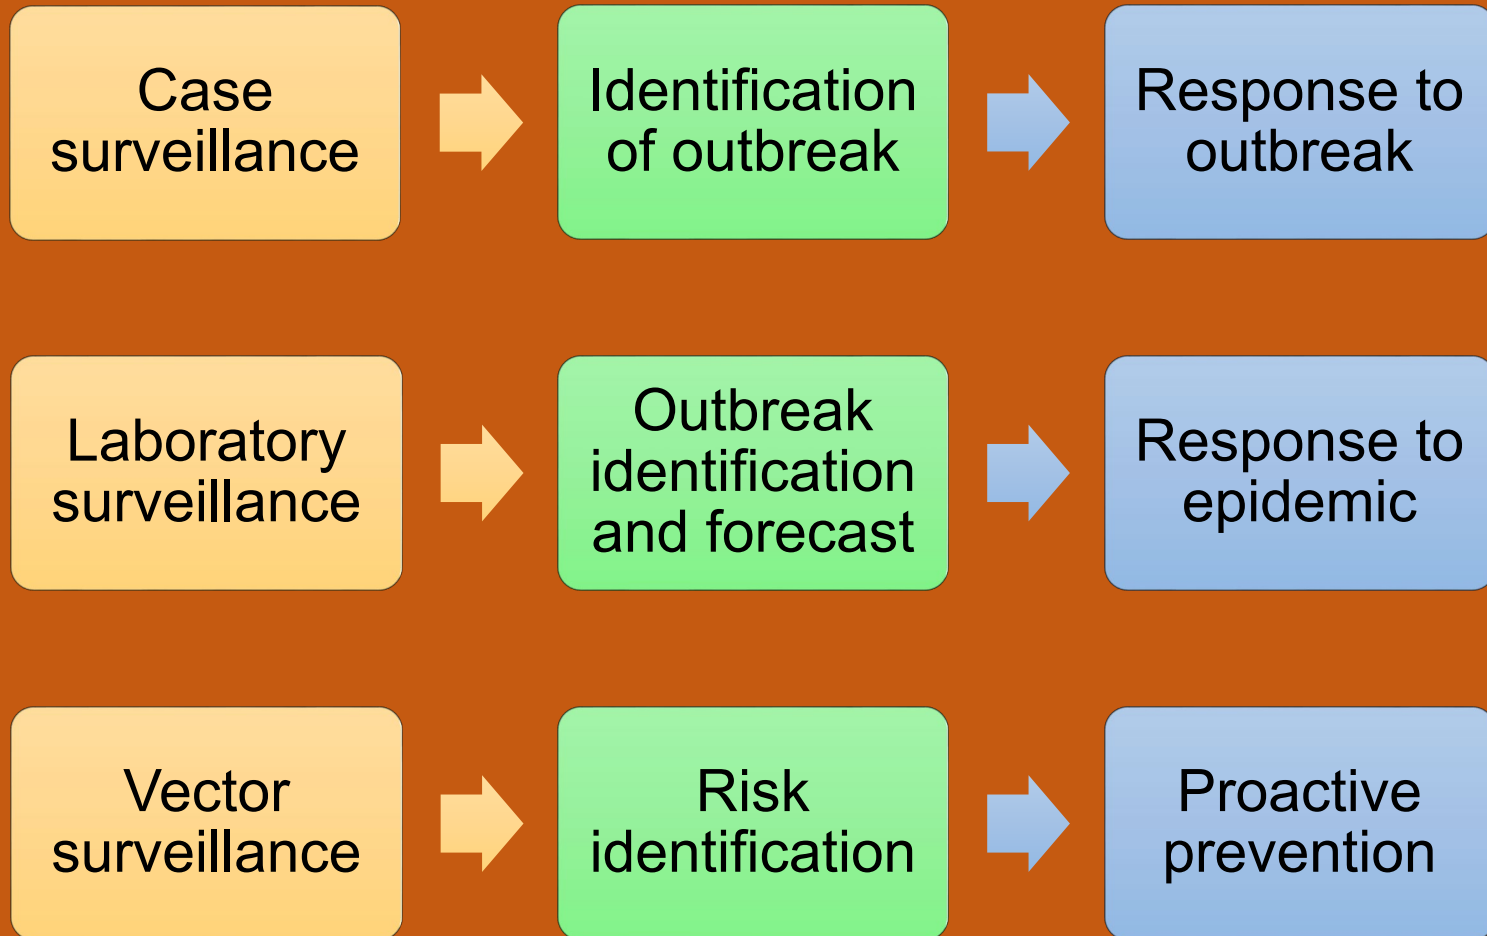 Case
surveillance
Identification
of outbreak
Response to
outbreak
Laboratory
surveillance
Outbreak
identification
and forecast
Response to
epidemic
Vector
surveillance
Risk
identification
Proactive
prevention